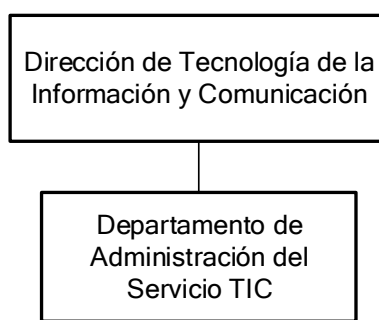 Dirección de Tecnología de la
Información y Comunicación
Departamento de
Administración del
Servicio TIC